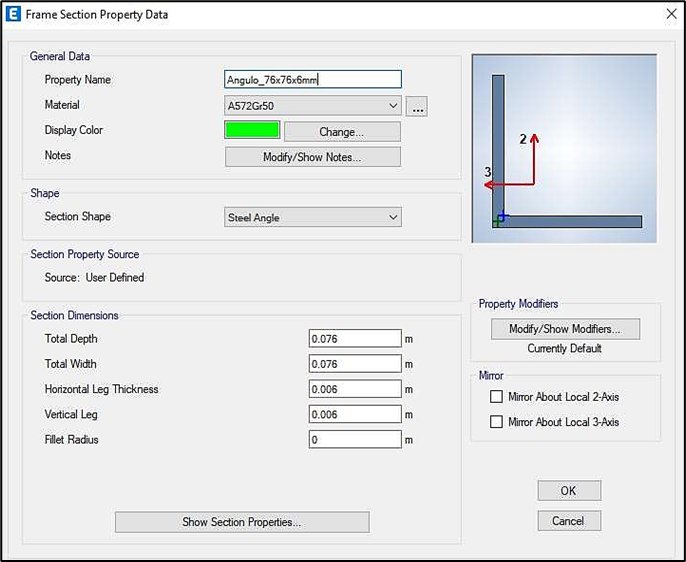 E Frame Section Property Data
General Data
Property Name Angulo_76x76x6mm
Material A572Gr50 ...
Display Color Change...
Notes Modify/Show Notes...
2
3
Shape
Section Shape Steel Angle
Section Property Source
Source: User Defined
Section Dimensions
Total Depth 0.076 m
Total Width 0.076 m
Horizontal Leg Thickness 0.006 m
Vertical Leg 0.006 m
Fillet Radius 0 m
Show Section Properties...
Property Modifiers
Modify/Show Modifiers...
Currently Default
Mirror
Mirror About Local 2-Axis
Mirror About Local 3-Axis
OK
Cancel